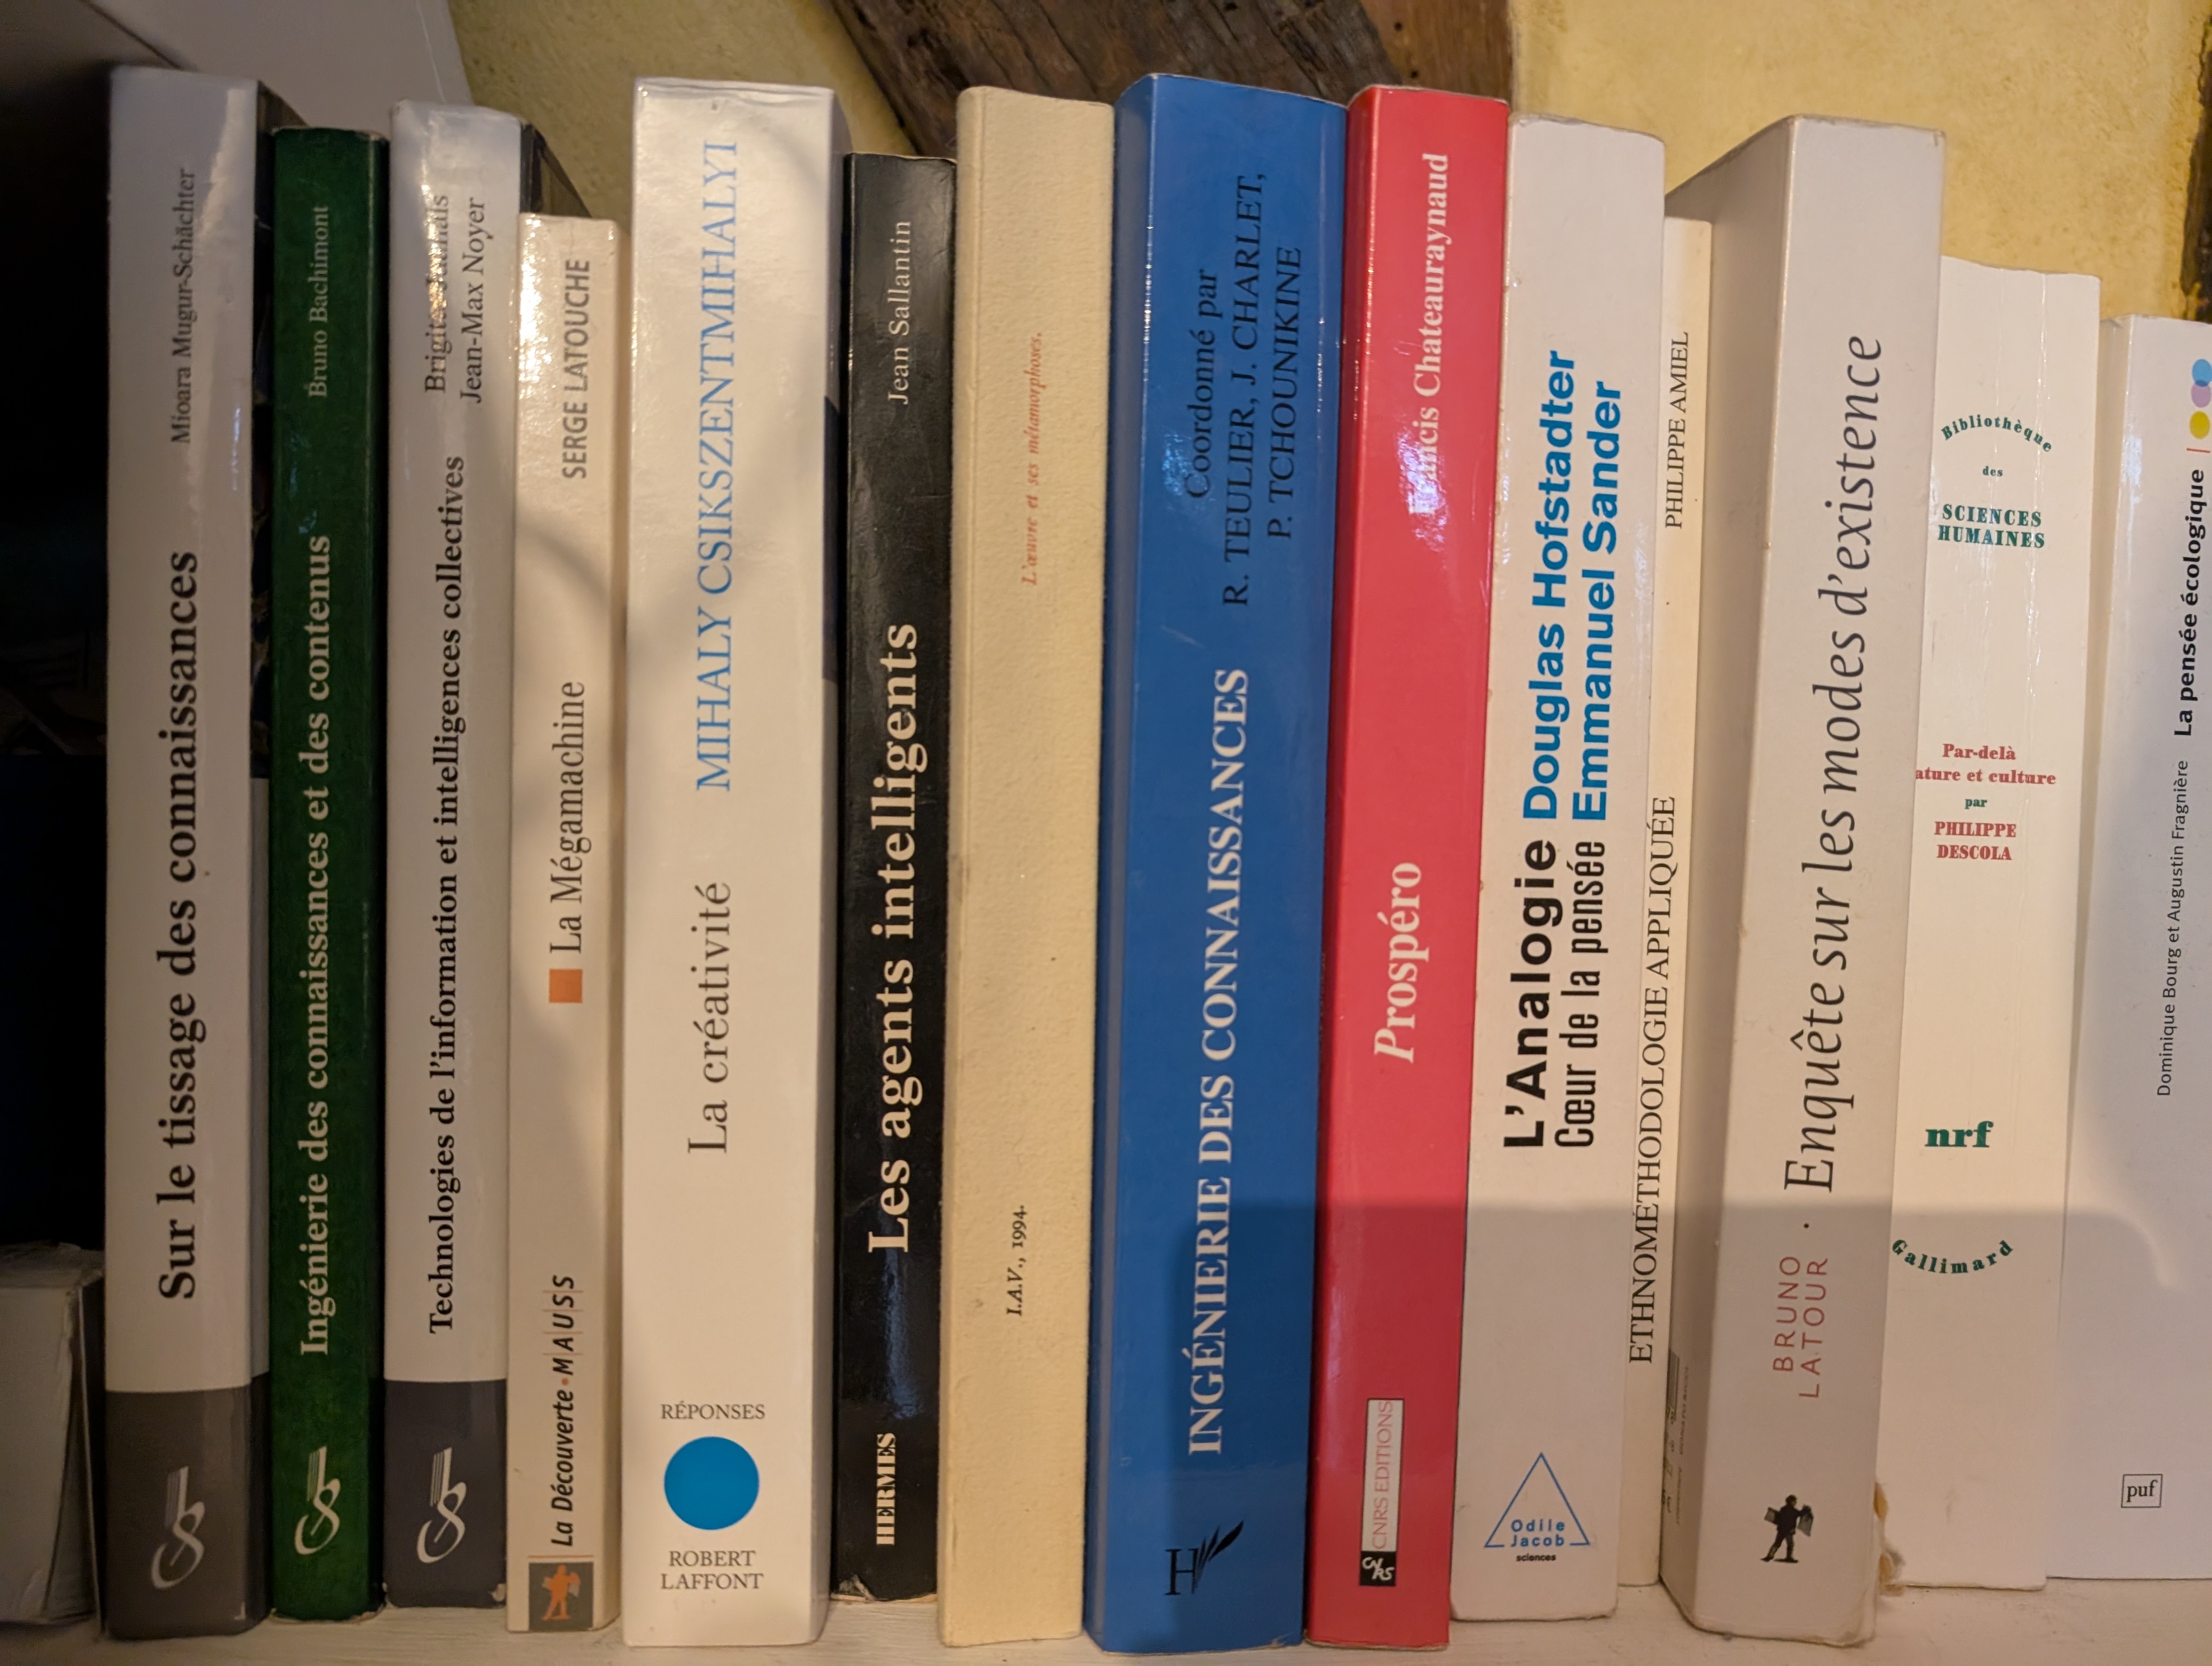 Sur le tissage des connaissances
Mioara Mugur-Schächter
Ingénierie des connaissances et des contenus
Bruno Bachimont
Technologies de l'information et intelligences collectives
Jean-Max Noyer
SERGE LATOUCHE
La Mégamachine
La Découverte • MAUSS
MIHALY CSIKSZENTMIHALYI
La créativité
RÉPONSES
ROBERT
LAFFONT
Jean Sallantin
Les agents intelligents
HERMES
L'œuvre et ses métamorphoses.
I.A.V., 1994.
Coordonné par
R. TEULIER, J. CHARLET,
P. TCHOUNIKINE
INGÉNIERIE DES CONNAISSANCES
H
Chateauraynaud
Prospéro
CNRS EDITIONS
CNRS
L'Analogie Douglas Hofstadter
Cœur de la pensée Emmanuel Sander
Odile
Jacob
sciences
PHILIPPE AMIEL
ETHNOMÉTHODOLOGIE APPLIQUÉE
BRUNO
LATOUR
· Enquête sur les modes d'existence
Bibliothèque
des
SCIENCES
HUMAINES
Par-delà
ature et culture
par
PHILIPPE
DESCOLA
nrf
Gallimard
Dominique Bourg et Augustin Fragnière La pensée écologique |
puf